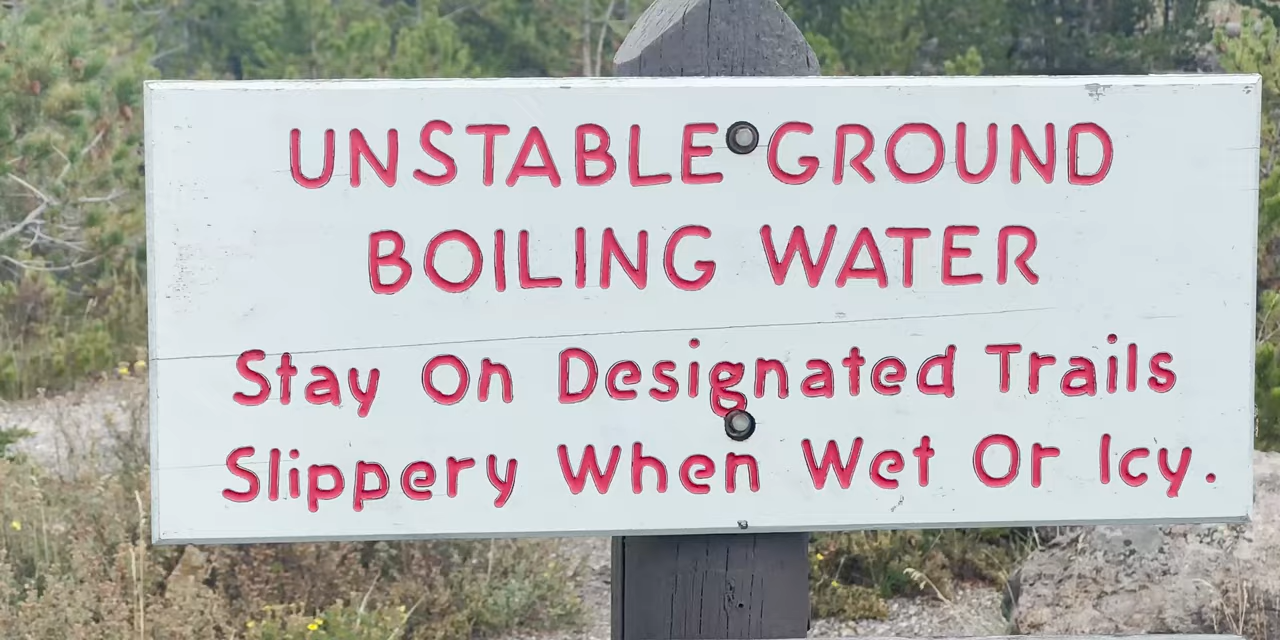 UNSTABLE GROUND
BOILING WATER
Stay On Designated Trails
Slippery When Wet Or Icy.